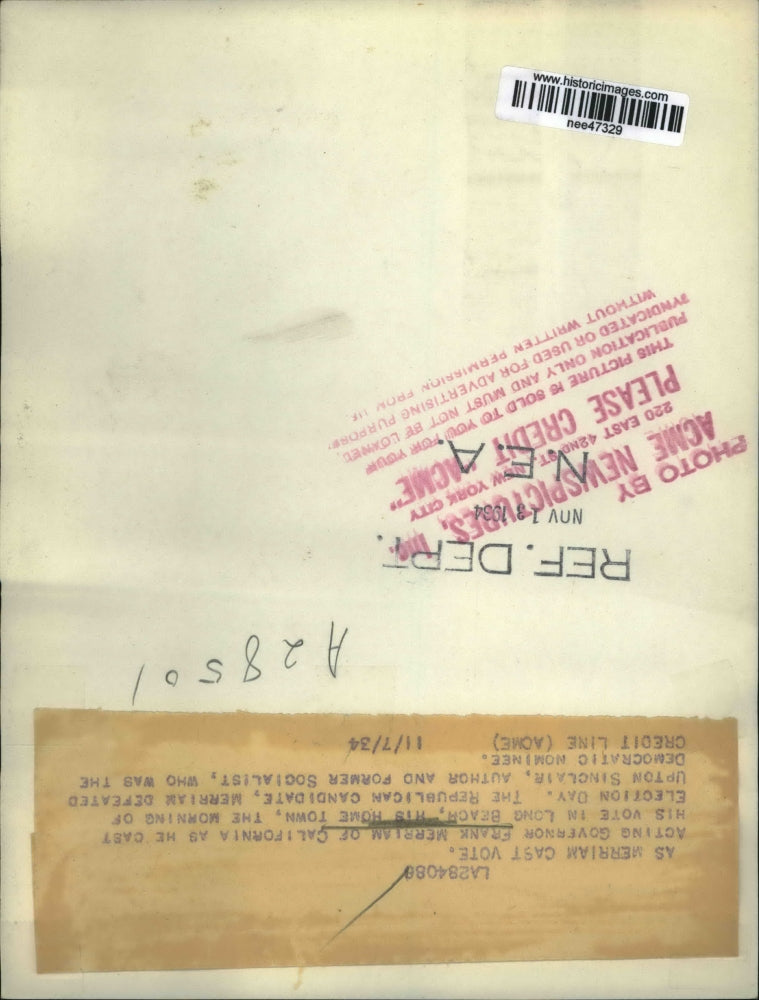 www.historicimages.com
nee47329
LA284086
AS MERRIAM CAST VOTE.
ACTING GOVERNOR FRANK MERRIAM OF CALIFORNIA AS HE CAST
HIS VOTE IN LONG BEACH, HIS HOME TOWN, THE MORNING OF
ELECTION DAY. THE REPUBLICAN CANDIDATE, MERRIAM DEFEATED
UPTON SINCLAIR, AUTHOR AND FORMER SOCIALIST, WHO WAS THE
DEMOCRATIC NOMINEE.
CREDIT LINE (ACME) 11/7/34
A28501
REF. DEPT.
NOV 13 1934
N.E.A.
PHOTO BY
ACME NEWSPICTURES, INC.
220 EAST 42ND ST. NEW YORK CITY
PLEASE CREDIT "ACME"
THIS PICTURE IS SOLD TO YOU FOR YOUR
PUBLICATION ONLY AND MUST NOT BE LOANED,
SYNDICATED OR USED FOR ADVERTISING PURPOSE
WITHOUT WRITTEN PERMISSION FROM US